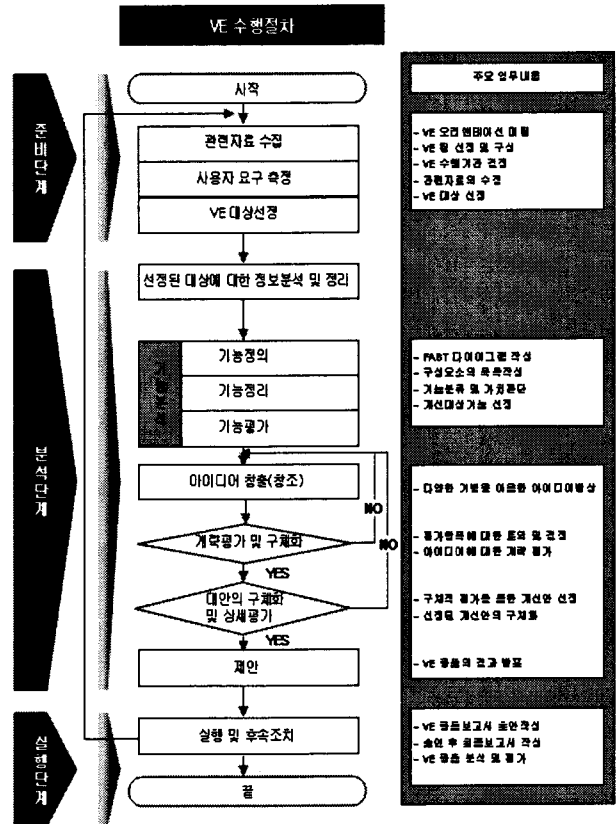 VE 수행절차
준비단계
시작
관련자료 수집
사용자 요구 측정
VE 대상선정
주요 업무내용
- VE 오리엔테이션 미팅
- VE 팀 선정 및 구성
- VE 수행기간 결정
- 관련자료의 수집
- VE 대상 선정
분석단계
선정된 대상에 대한 정보분석 및 정리
기능분석
기능정의
기능정리
기능평가
- FAST 다이어그램 작성
- 구성요소의 목록작성
- 기능분류 및 가치판단
- 개선대상기능 선정
아이디어 창출(창조)
- 다양한 기법을 이용한 아이디어발상
NO
NO
개략평가 및 구체화
- 평가항목에 대한 토의 및 결정
- 아이디어에 대한 개략 평가
YES
대안의 구체화
및 상세평가
- 구체적 평가를 통한 개선안 선정
- 선정된 개선안의 구체화
YES
제안
- VE 활동의 결과 발표
실행단계
실행 및 후속조치
- VE 활동보고서 초안작성
- 승인 후 최종보고서 작성
- VE 활동 분석 및 평가
끝